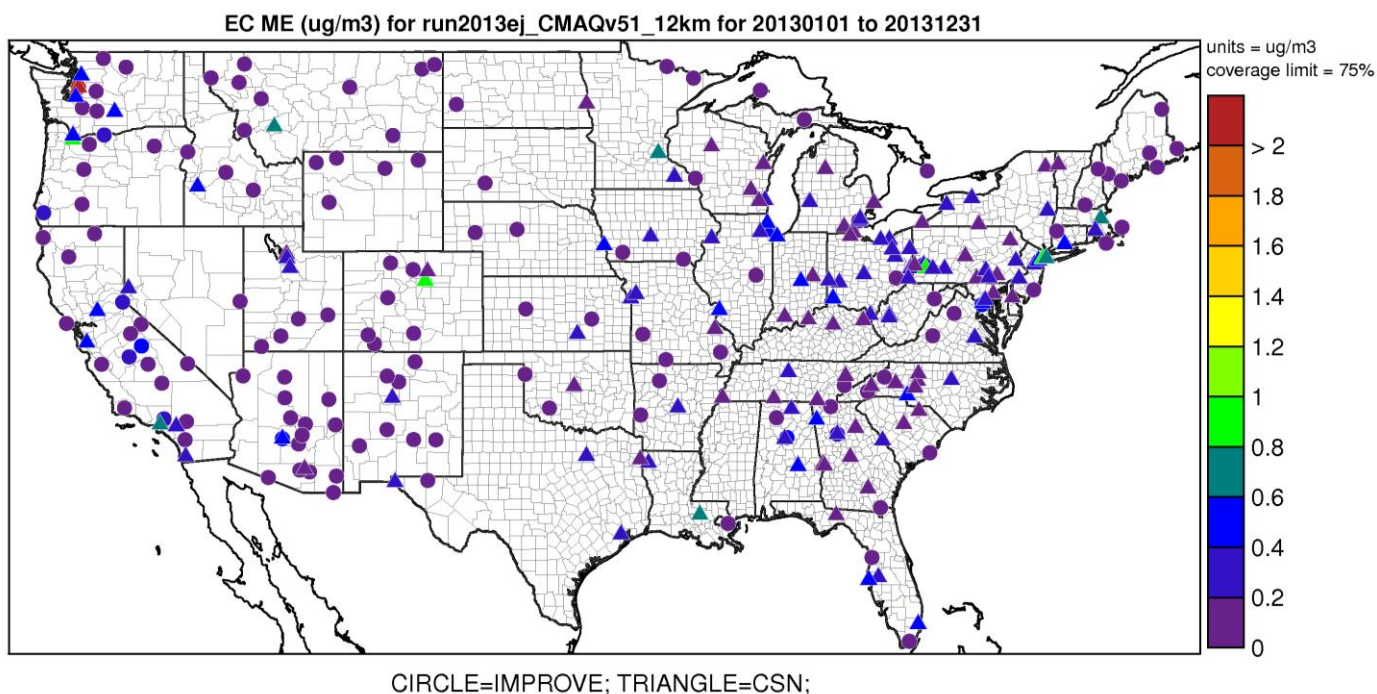 EC ME (ug/m3) for run2013ej_CMAQv51_12km for 20130101 to 20131231
units = ug/m3
coverage limit = 75%
> 2
1.8
1.6
1.4
1.2
1
0.8
0.6
0.4
0.2
0
CIRCLE=IMPROVE; TRIANGLE=CSN;